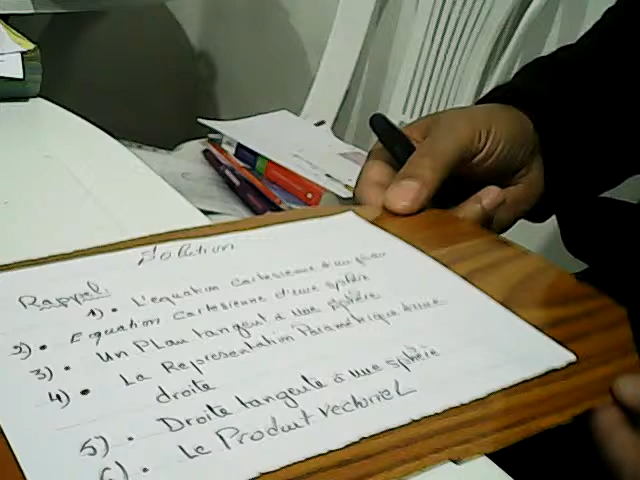 Solution
Rappel:
1) • L'equation Cartesienne d'un plan
2) • Equation Cartesienne d'une sphère
3) • Un Plan tangent à une sphère
4) • La Representation Paramétrique d'une
droite
5) • Droite tangente à une sphère
6) • Le Produit vectoriel